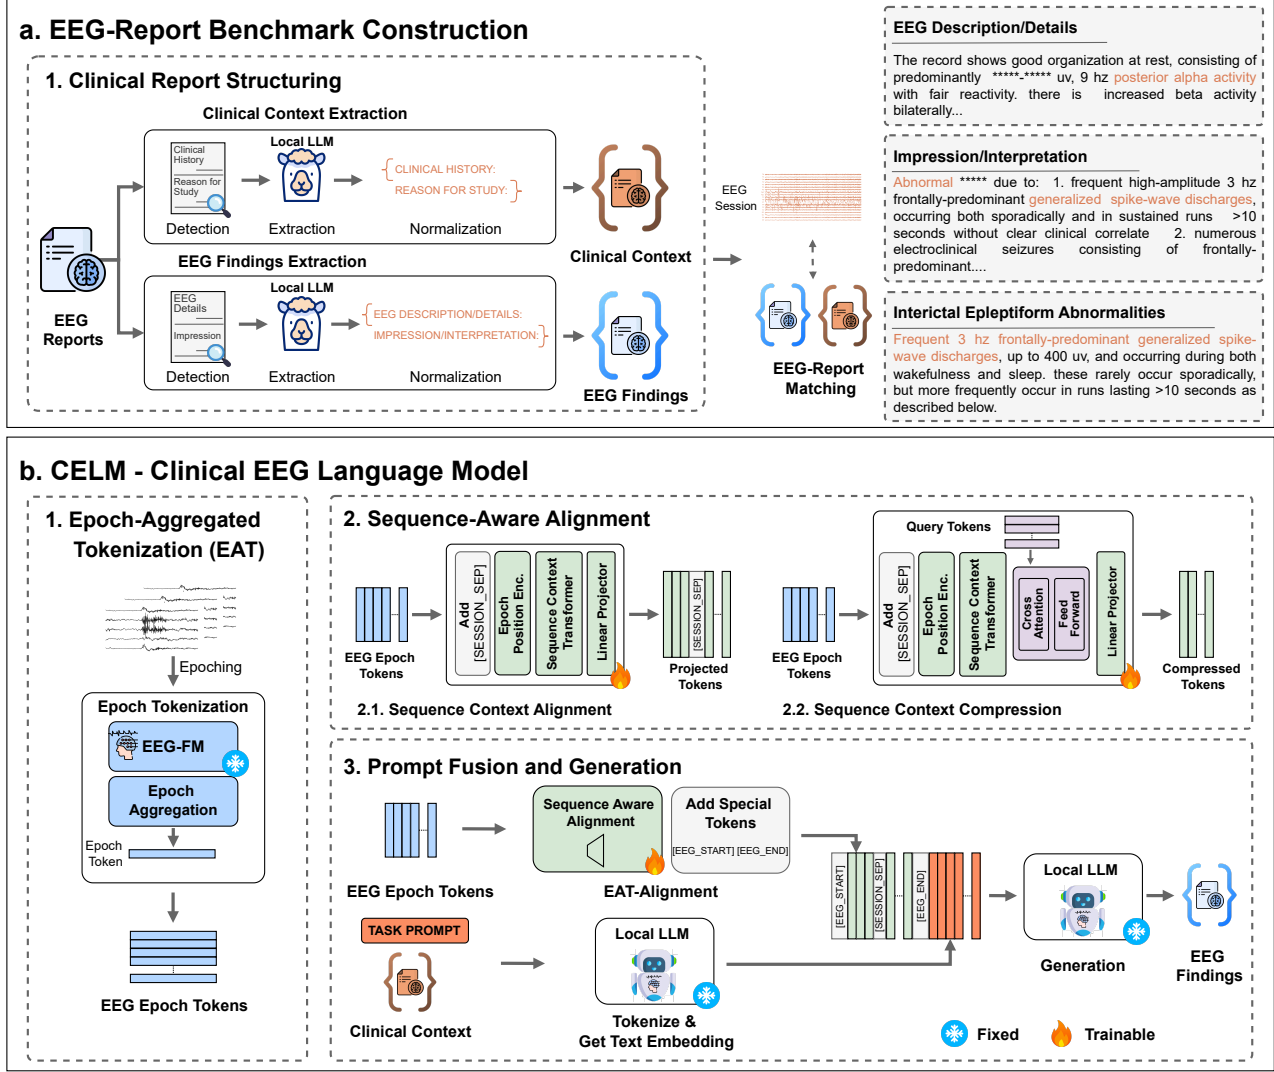 a. EEG-Report Benchmark Construction
1. Clinical Report Structuring
Clinical Context Extraction
Clinical
History
Reason for
Study
Detection
Local LLM
Extraction
CLINICAL HISTORY:
REASON FOR STUDY:
Normalization
Clinical Context
EEG
Reports
EEG Findings Extraction
EEG
Details
Impression
Detection
Local LLM
Extraction
EEG DESCRIPTION/DETAILS:
IMPRESSION/INTERPRETATION:
Normalization
EEG Findings
EEG
Session
EEG-Report
Matching
EEG Description/Details
The record shows good organization at rest, consisting of
predominantly *****-***** uv, 9 hz posterior alpha activity
with fair reactivity. there is increased beta activity
bilaterally...
Impression/Interpretation
Abnormal ***** due to: 1. frequent high-amplitude 3 hz
frontally-predominant generalized spike-wave discharges,
occurring both sporadically and in sustained runs >10
seconds without clear clinical correlate 2. numerous
electroclinical seizures consisting of frontally-
predominant....
Interictal Epleptiform Abnormalities
Frequent 3 hz frontally-predominant generalized spike-
wave discharges, up to 400 uv, and occurring during both
wakefulness and sleep. these rarely occur sporadically,
but more frequently occur in runs lasting >10 seconds as
described below.
b. CELM - Clinical EEG Language Model
1. Epoch-Aggregated
Tokenization (EAT)
Epoching
Epoch Tokenization
EEG-FM
Epoch
Aggregation
Epoch
Token
EEG Epoch Tokens
2. Sequence-Aware Alignment
EEG Epoch
Tokens
Add
[SESSION_SEP]
Epoch
Position Enc.
Sequence Context
Transformer
Linear Projector
[SESSION_SEP]
Projected
Tokens
2.1. Sequence Context Alignment
EEG Epoch
Tokens
Query Tokens
Add
[SESSION_SEP]
Epoch
Position Enc.
Sequence Context
Transformer
Cross
Attention
Feed
Forward
Linear Projector
Compressed
Tokens
2.2. Sequence Context Compression
3. Prompt Fusion and Generation
EEG Epoch Tokens
Sequence Aware
Alignment
Add Special
Tokens
[EEG_START] [EEG_END]
EAT-Alignment
TASK PROMPT
Clinical Context
Local LLM
Tokenize &
Get Text Embedding
[EEG_START]
[SESSION_SEP]
[EEG_END]
Local LLM
Generation
EEG
Findings
Fixed
Trainable